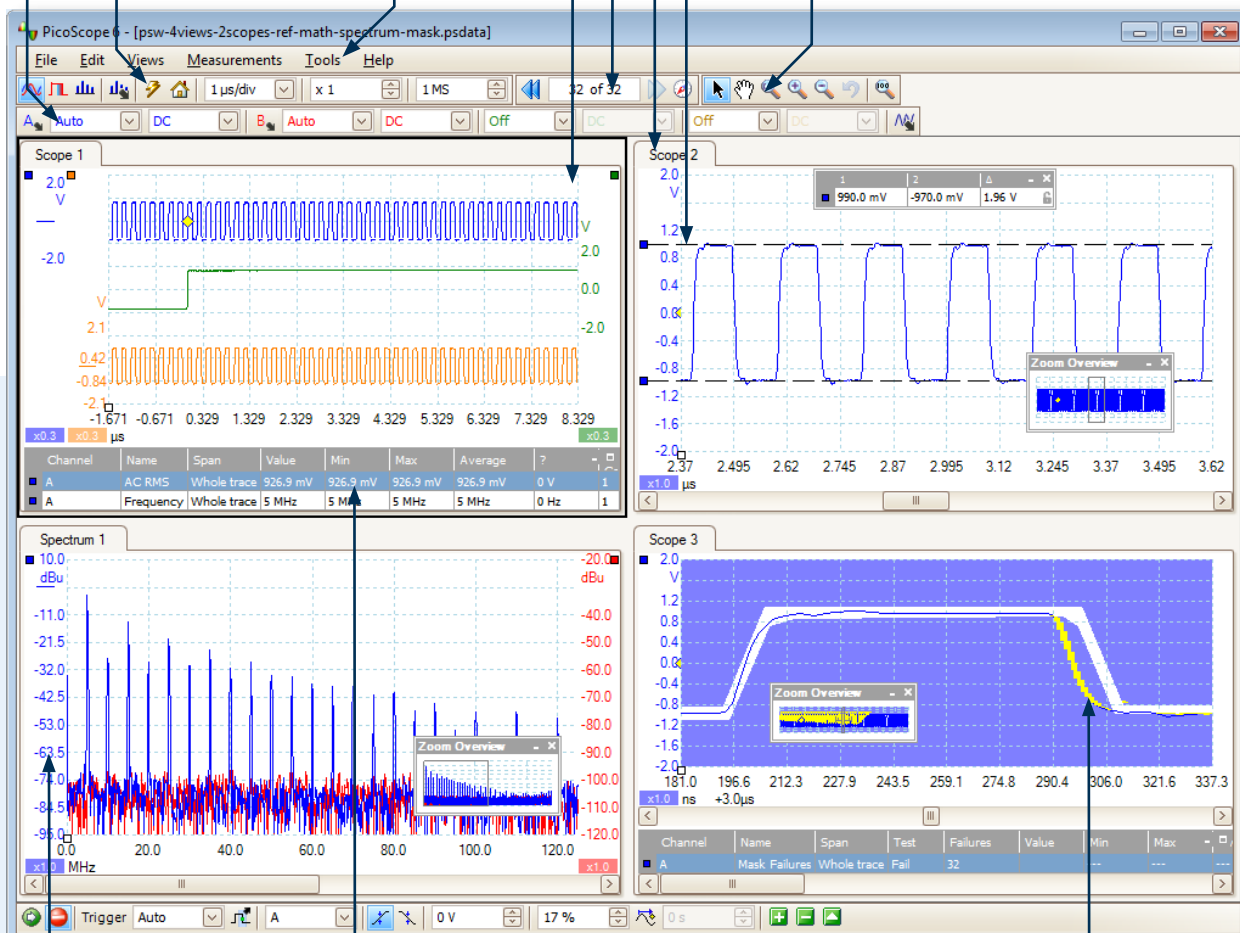 PicoScope 6 - [psw-4views-2scopes-ref-math-spectrum-mask.psdata]
File Edit Views Measurements Tools Help
1 µs/div x 1 1 MS 32 of 32
A Auto DC B Auto DC Off DC Off DC
Scope 1
2.0
V
-2.0
V
2.1
0.42
-0.84
-2.1
V
2.0
0.0
-2.0
-1.671 -0.671 0.329 1.329 2.329 3.329 4.329 5.329 6.329 7.329 8.329
x0.3 x0.3 µs x0.3
Channel Name Span Value Min Max Average ?
A AC RMS Whole trace 926.9 mV 926.9 mV 926.9 mV 926.9 mV 0 V 1
A Frequency Whole trace 5 MHz 5 MHz 5 MHz 5 MHz 0 Hz 1
Scope 2
1 2 Δ
990.0 mV -970.0 mV 1.96 V
2.0
V
1.2
0.8
0.4
0.0
-0.4
-0.8
-1.2
-1.6
-2.0
Zoom Overview
2.37 2.495 2.62 2.745 2.87 2.995 3.12 3.245 3.37 3.495 3.62
x1.0 µs
Spectrum 1
10.0
dBu
-11.0
-21.5
-32.0
-42.5
-53.0
-63.5
-74.0
-84.5
-95.0
-20.0
dBu
-40.0
-50.0
-60.0
-70.0
-80.0
-90.0
-100.0
-110.0
-120.0
Zoom Overview
0.0 20.0 40.0 60.0 80.0 100.0 120.0
x1.0 MHz x1.0
Scope 3
2.0
V
1.2
0.8
0.4
0.0
-0.4
-0.8
-1.2
-1.6
-2.0
Zoom Overview
181.0 196.6 212.3 227.9 243.5 259.1 274.8 290.4 306.0 321.6 337.3
x1.0 ns +3.0µs
Channel Name Span Test Failures Value Min Max
A Mask Failures Whole trace Fail 32 --- --- ---
Trigger Auto A 0 V 17 % 0 s